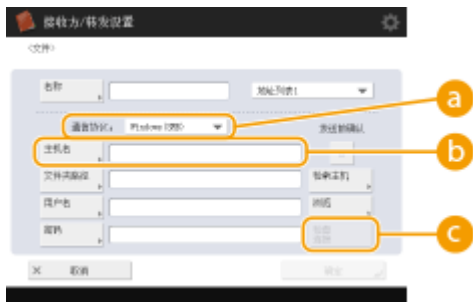 接收方/转发设置
<文件>
名称
地址列表1
通信协议: Windows (SMB)
发送前确认
a
主机名
b
文件夹路径
检索主机
用户名
浏览
密码
c
× 取消
确定